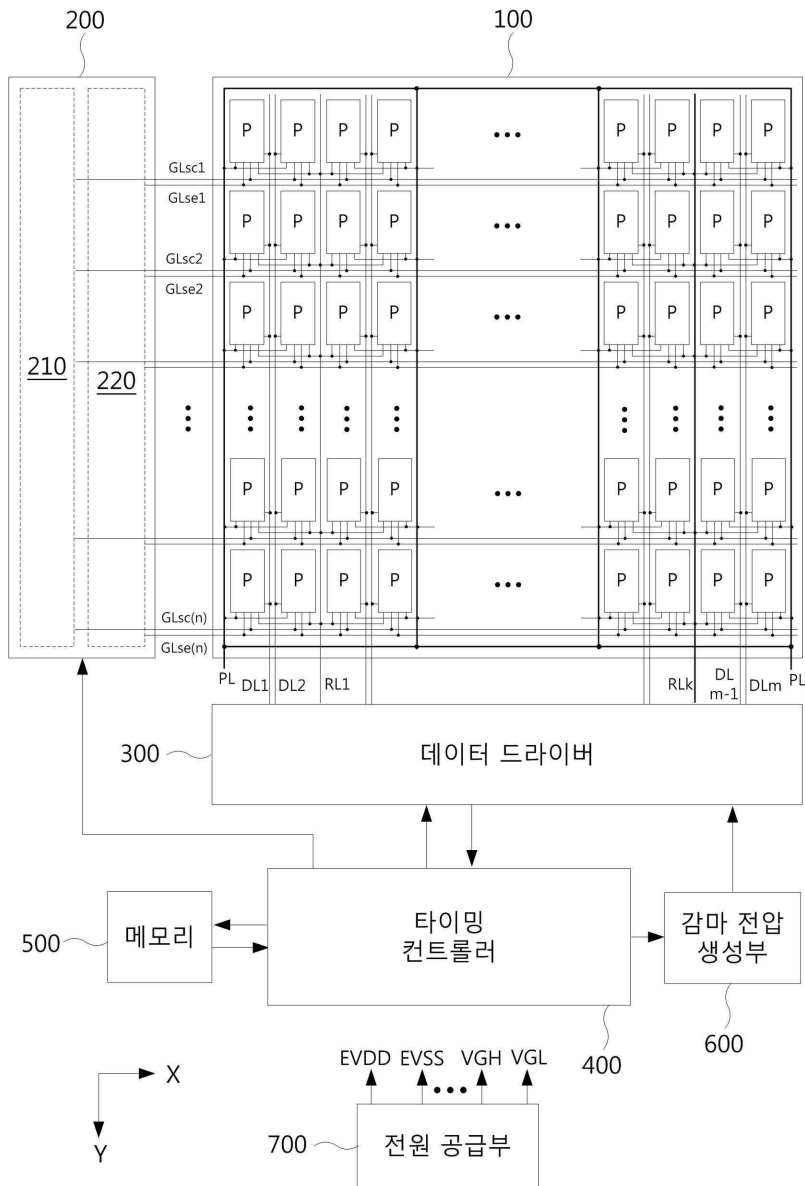 200
100
P P P P ••• P P P P
GLsc1
GLse1
P P P P ••• P P P P
GLsc2
GLse2
P P P P ••• P P P P
210
220
P P P P ••• P P P P
P P P P ••• P P P P
GLsc(n)
GLse(n)
PL DL1 DL2 RL1 RLk DL m-1 DLm PL
300
데이터 드라이버
500
메모리
타이밍
컨트롤러
감마 전압
생성부
400
600
X
Y
EVDD EVSS ••• VGH VGL
700
전원 공급부